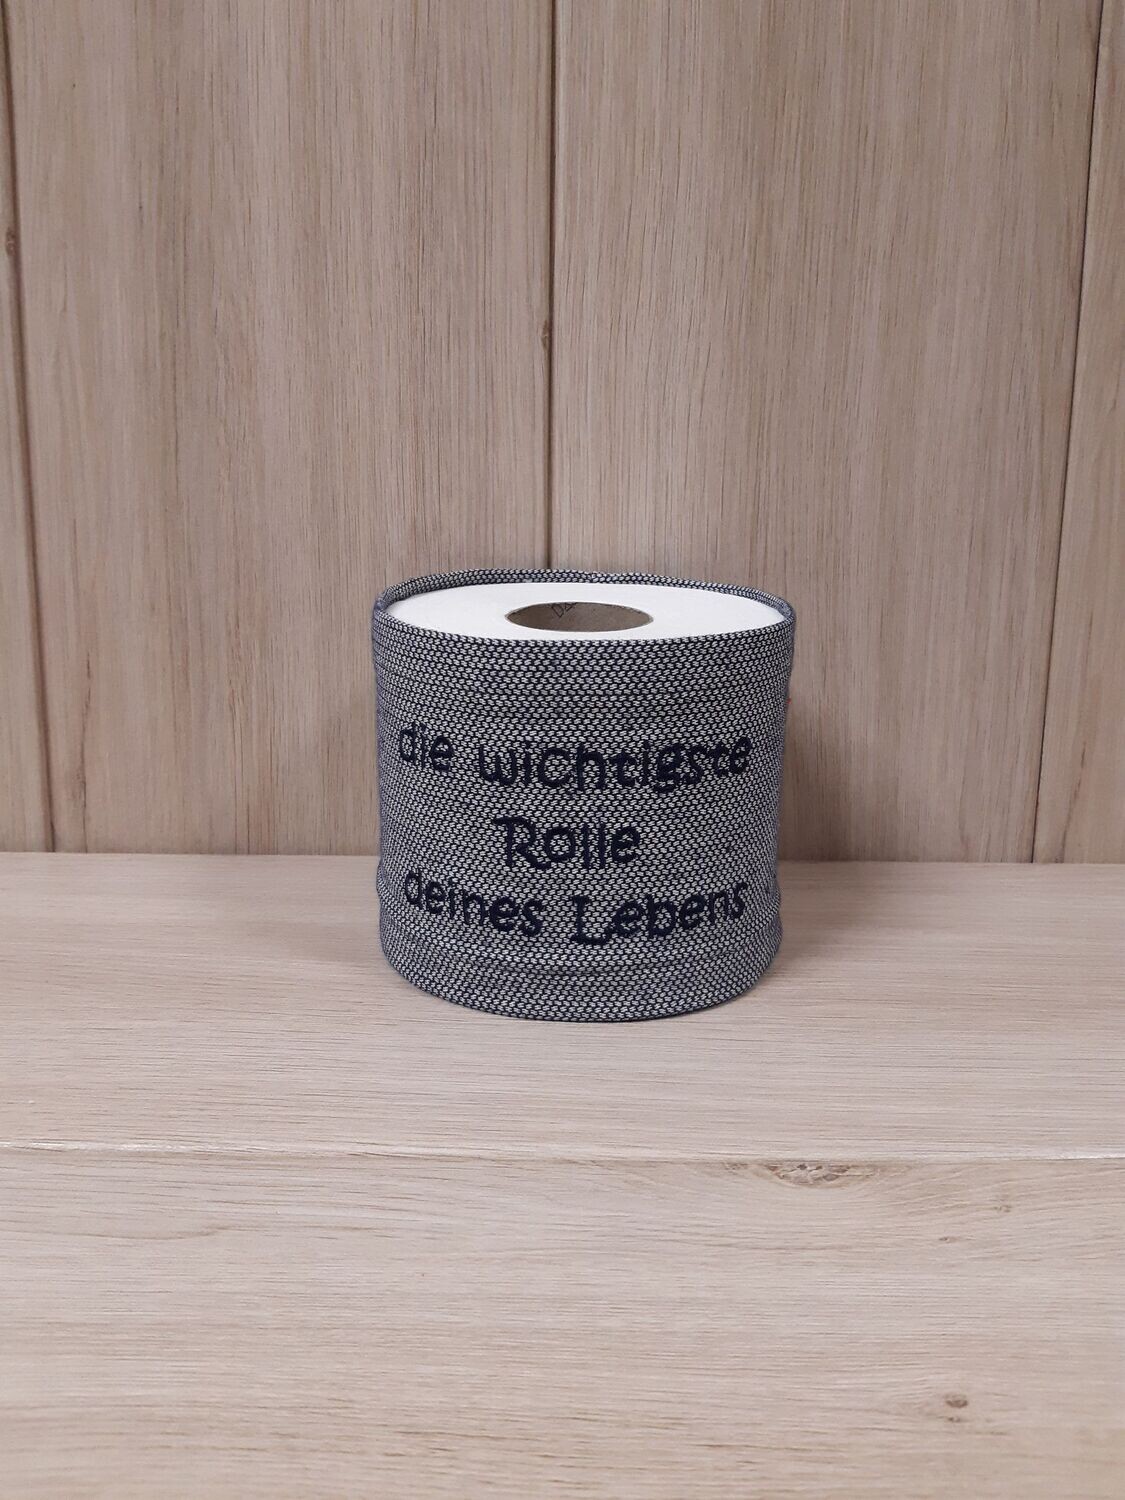 die wichtigste
Rolle
deines Lebens